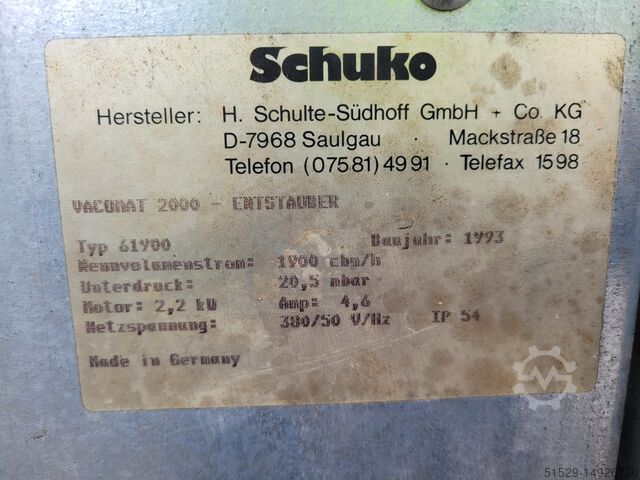 Schuko
Hersteller: H. Schulte-Südhoff GmbH + Co. KG
D-7968 Saulgau · Mackstraße 18
Telefon (07581) 4991 · Telefax 1598
VACOMAT 2000 - ENTSTAUBER
Typ 61900 Baujahr: 1993
Nennvolumenstrom: 1900 cbm/h
Unterdruck: 20,5 mbar
Motor: 2,2 kW Amp: 4,6
Netzspannung: 380/50 V/Hz IP 54
Made in Germany